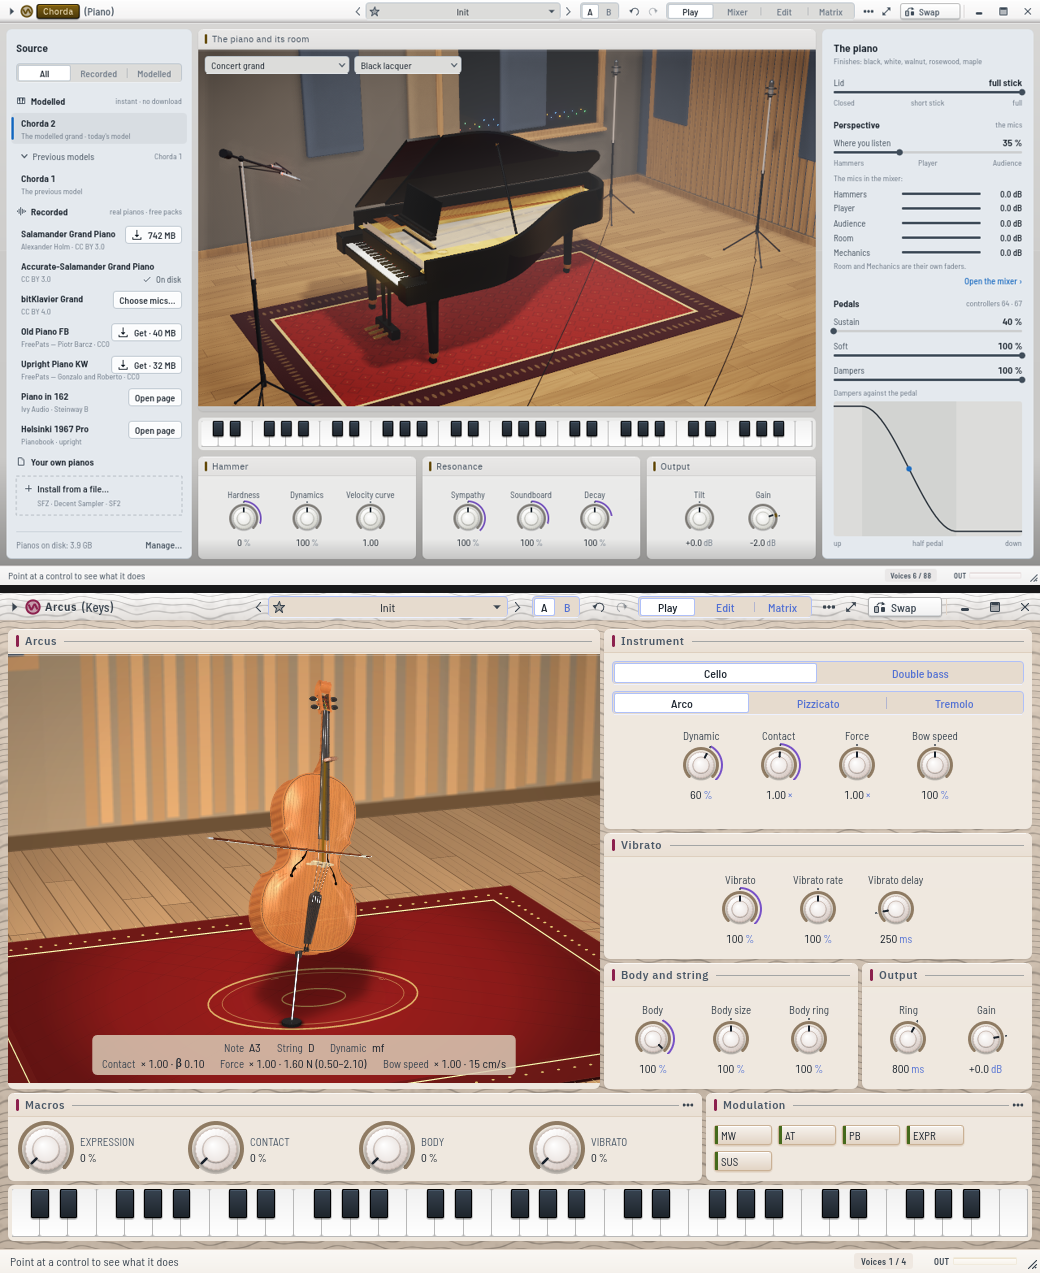 Chorda (Piano)
Init
A B
Play Mixer Edit Matrix
Swap
Source
All Recorded Modelled
Modelled instant · no download
Chorda 2
The modelled grand · today's model
Previous models Chorda 1
Chorda 1
The previous model
Recorded real pianos · free packs
Salamander Grand Piano 742 MB
Alexander Holm · CC BY 3.0
Accurate-Salamander Grand Piano
CC BY 3.0 On disk
bitKlavier Grand Choose mics...
CC BY 4.0
Old Piano FB Get · 40 MB
FreePats — Piotr Barcz · CC0
Upright Piano KW Get · 32 MB
FreePats — Gonzalo and Roberto · CC0
Piano in 162 Open page
Ivy Audio · Steinway B
Helsinki 1967 Pro Open page
Pianobook · upright
Your own pianos
+ Install from a file...
SFZ · Decent Sampler · SF2
Pianos on disk: 3.9 GB Manage...
The piano and its room
Concert grand Black lacquer
Hammer
Hardness Dynamics Velocity curve
0 % 100 % 1.00
Resonance
Sympathy Soundboard Decay
100 % 100 % 100 %
Output
Tilt Gain
+0.0 dB -2.0 dB
The piano
Finishes: black, white, walnut, rosewood, maple
Lid full stick
Closed short stick full
Perspective the mics
Where you listen 35 %
Hammers Player Audience
The mics in the mixer:
Hammers 0.0 dB
Player 0.0 dB
Audience 0.0 dB
Room 0.0 dB
Mechanics 0.0 dB
Room and Mechanics are their own faders.
Open the mixer ›
Pedals controllers 64 - 67
Sustain 40 %
Soft 100 %
Dampers 100 %
Dampers against the pedal
up half pedal down
Point at a control to see what it does
Voices 6 / 88 OUT
Arcus (Keys)
Init
A B
Play Edit Matrix
Swap
Arcus
Note A3 String D Dynamic mf
Contact × 1.00 · β 0.10 Force × 1.00 · 1.60 N (0.50–2.10) Bow speed × 1.00 · 15 cm/s
Instrument
Cello Double bass
Arco Pizzicato Tremolo
Dynamic Contact Force Bow speed
60 % 1.00 × 1.00 × 100 %
Vibrato
Vibrato Vibrato rate Vibrato delay
100 % 100 % 250 ms
Body and string
Body Body size Body ring
100 % 100 % 100 %
Output
Ring Gain
800 ms +0.0 dB
Macros
EXPRESSION
0 %
CONTACT
0 %
BODY
0 %
VIBRATO
0 %
Modulation
MW AT PB EXPR
SUS
Point at a control to see what it does
Voices 1 / 4 OUT